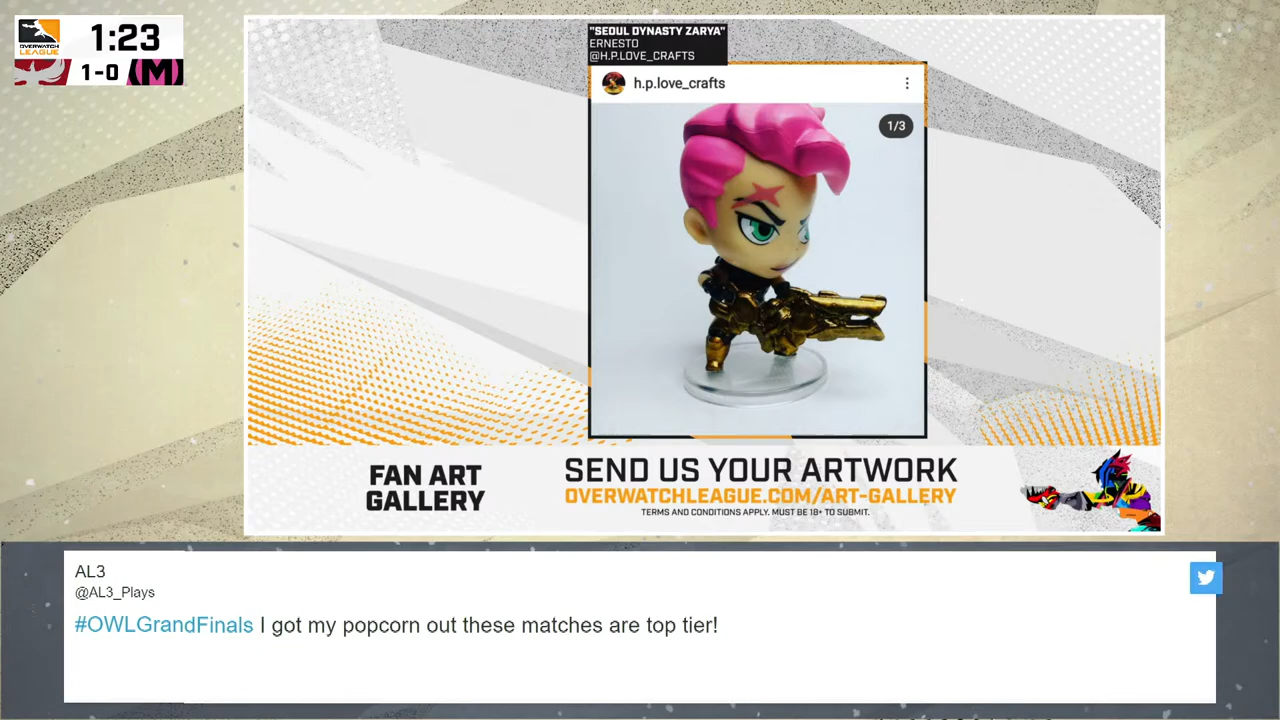 OVERWATCH
LEAGUE
1:23
1-0
"SEOUL DYNASTY ZARYA"
ERNESTO
@H.P.LOVE_CRAFTS
h.p.love_crafts
1/3
FAN ART
GALLERY
SEND US YOUR ARTWORK
OVERWATCHLEAGUE.COM/ART-GALLERY
TERMS AND CONDITIONS APPLY. MUST BE 18+ TO SUBMIT.
AL3
@AL3_Plays
#OWLGrandFinals I got my popcorn out these matches are top tier!